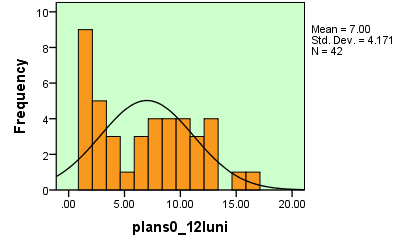 10
8
6
4
2
0
Frequency
.00 5.00 10.00 15.00 20.00
plans0_12luni
Mean = 7.00
Std. Dev. = 4.171
N = 42